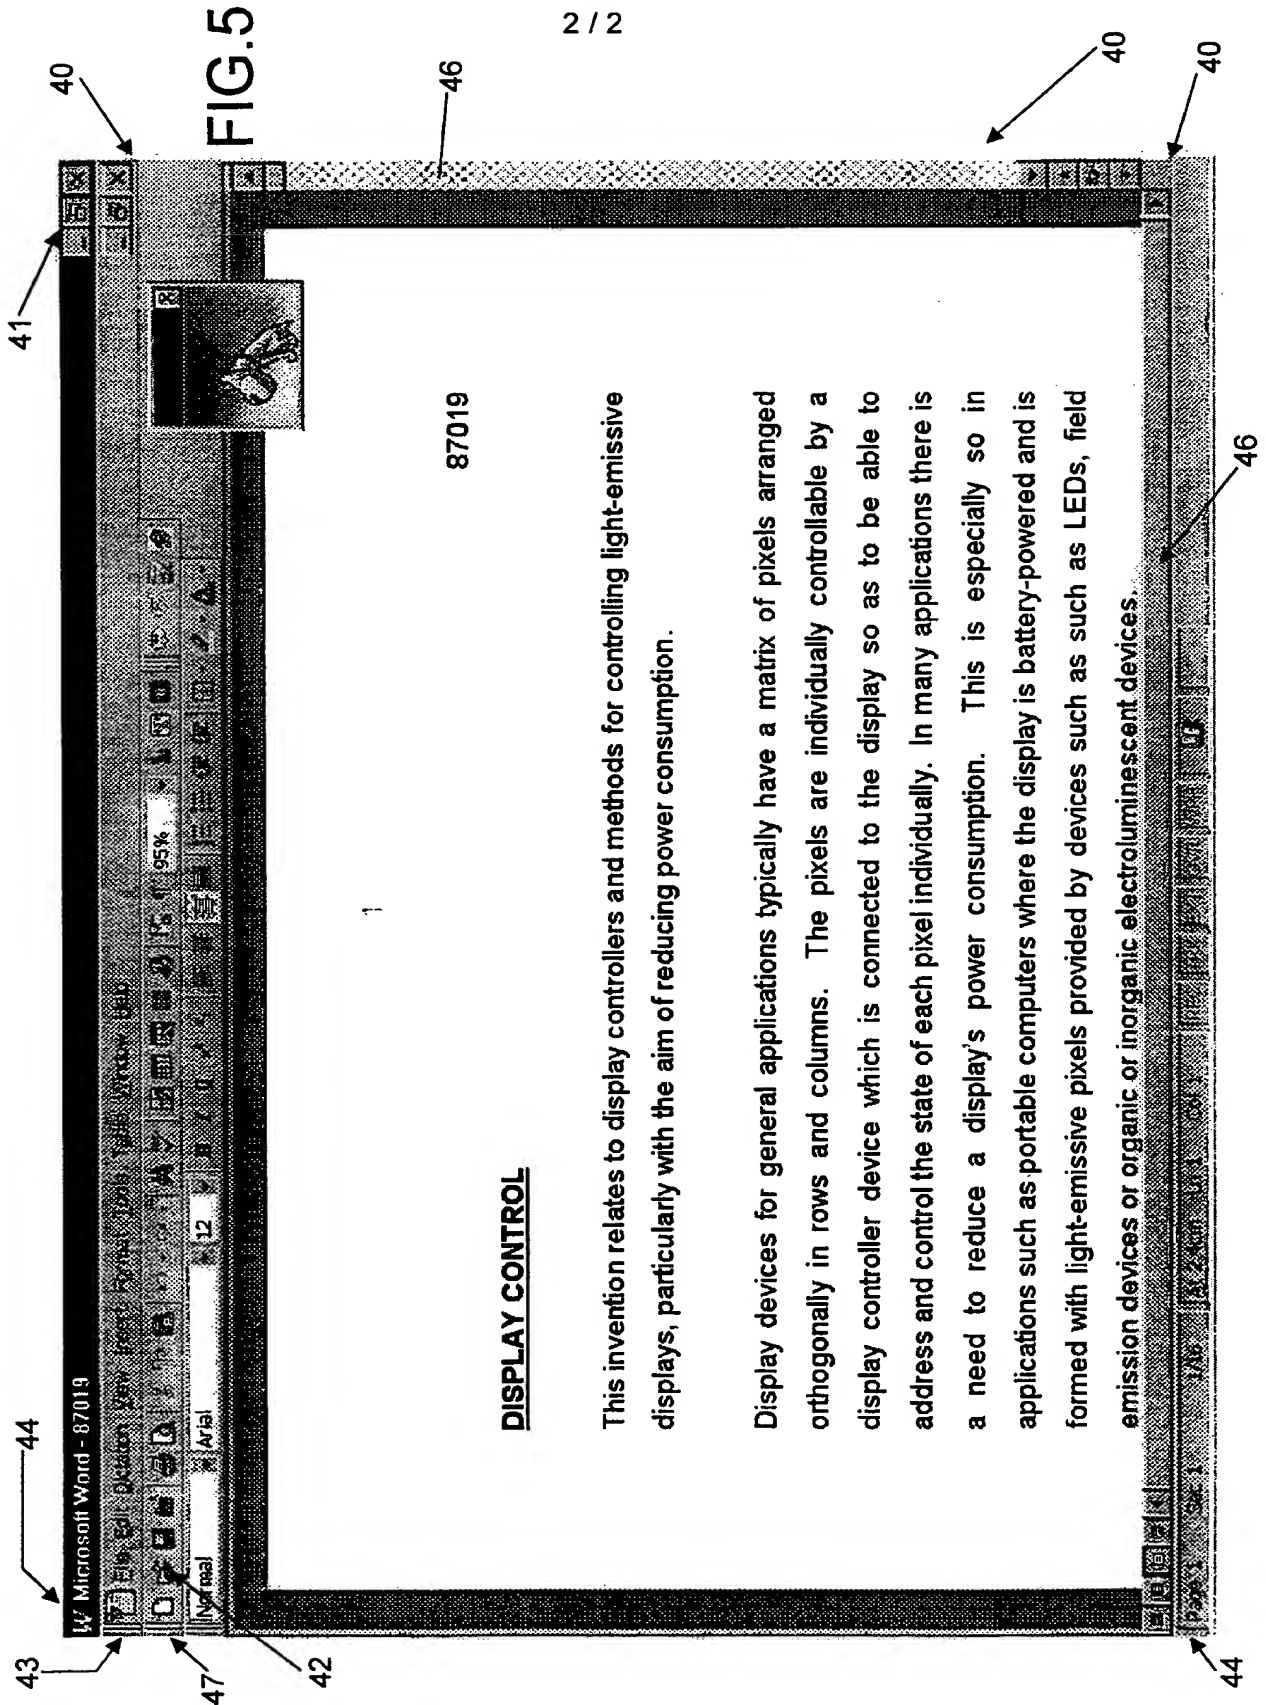 2 / 2
FIG.5
44
41
40
43
Microsoft Word - 87019
File Edit Dictation View Insert Format Tools Table Window Help
47
95%
42
Normal
Arial
12
46
87019
1
DISPLAY CONTROL
This invention relates to display controllers and methods for controlling light-emissive
displays, particularly with the aim of reducing power consumption.
Display devices for general applications typically have a matrix of pixels arranged
orthogonally in rows and columns. The pixels are individually controllable by a
display controller device which is connected to the display so as to be able to
address and control the state of each pixel individually. In many applications there is
a need to reduce a display's power consumption. This is especially so in
applications such as portable computers where the display is battery-powered and is
formed with light-emissive pixels provided by devices such as such as LEDs, field
emission devices or organic or inorganic electroluminescent devices.
40
40
Page 1 Sec 1 1/16 At 2.4cm Ln 1 Col 1
44
46